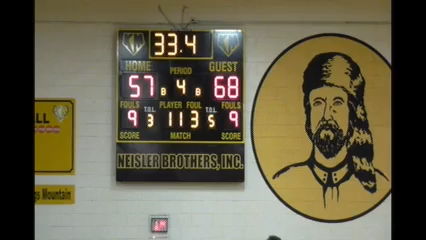 33.4
HOME GUEST
57 PERIOD 68
B 4 B
FOULS T.O.L PLAYER FOUL T.O.L FOULS
9 3 11 3 5 9
SCORE MATCH SCORE
NEISLER BROTHERS, INC.
ALL
gs Mountain